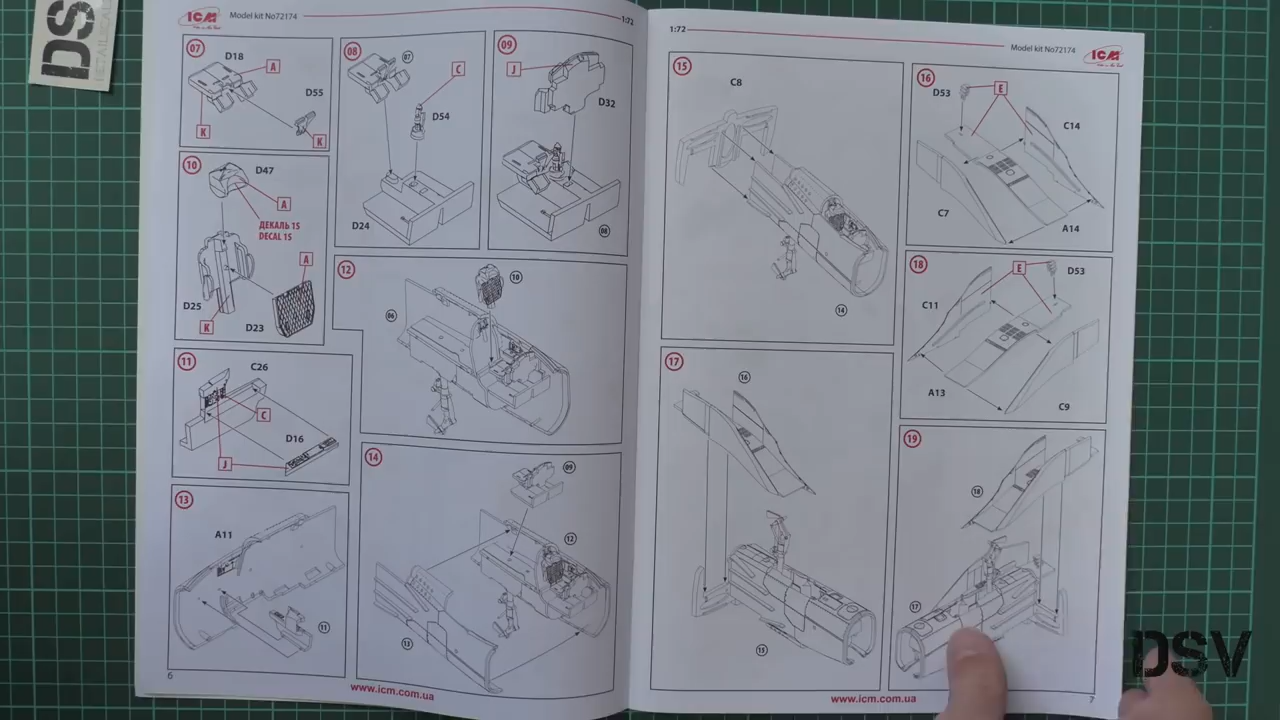 DS
ICM
Model kit No72174
1:72
07
D18
A
D55
K
K
08
07
C
D54
D24
09
J
D32
08
10
D47
A
ДЕКАЛЬ 15
DECAL 15
A
D25
K
D23
11
C26
C
D16
J
12
10
06
13
A11
11
14
09
12
13
6
www.icm.com.ua
1:72
Model kit No72174
ICM
15
C8
14
16
D53
E
C14
C7
A14
17
16
15
18
E
D53
C11
A13
C9
19
18
17
www.icm.com.ua
7
DSV